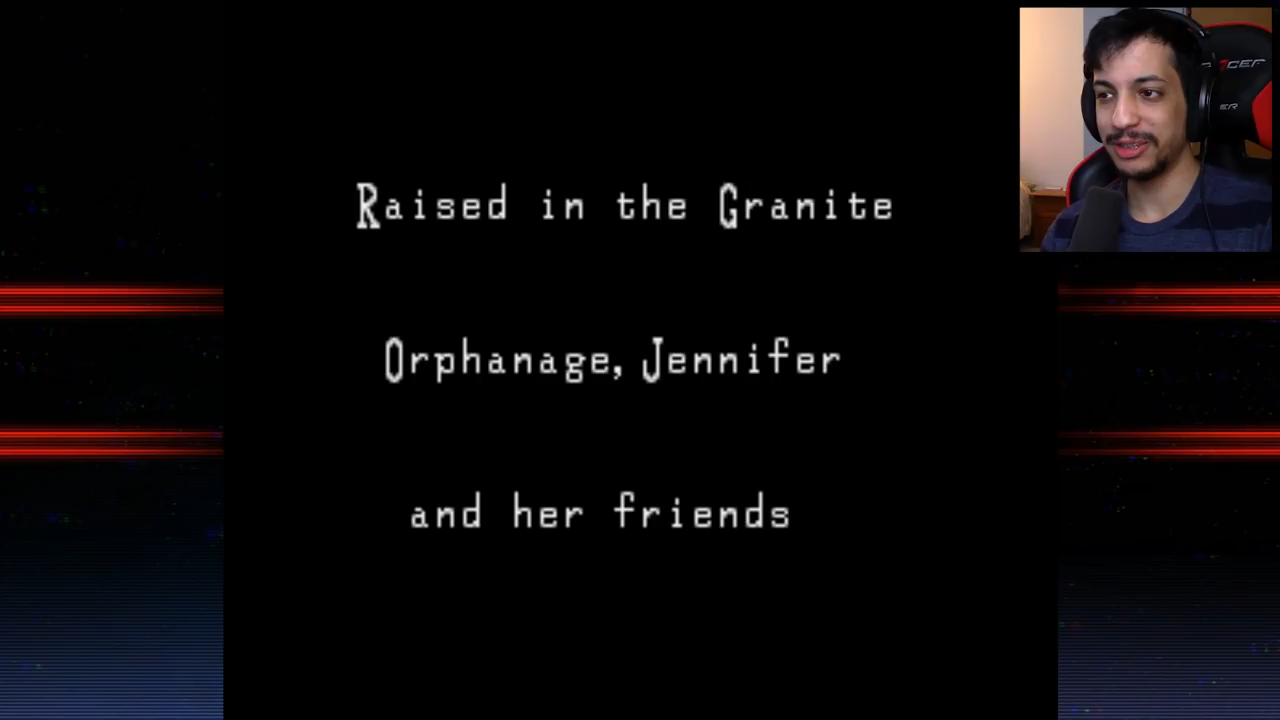 Raised in the Granite
Orphanage, Jennifer
and her friends